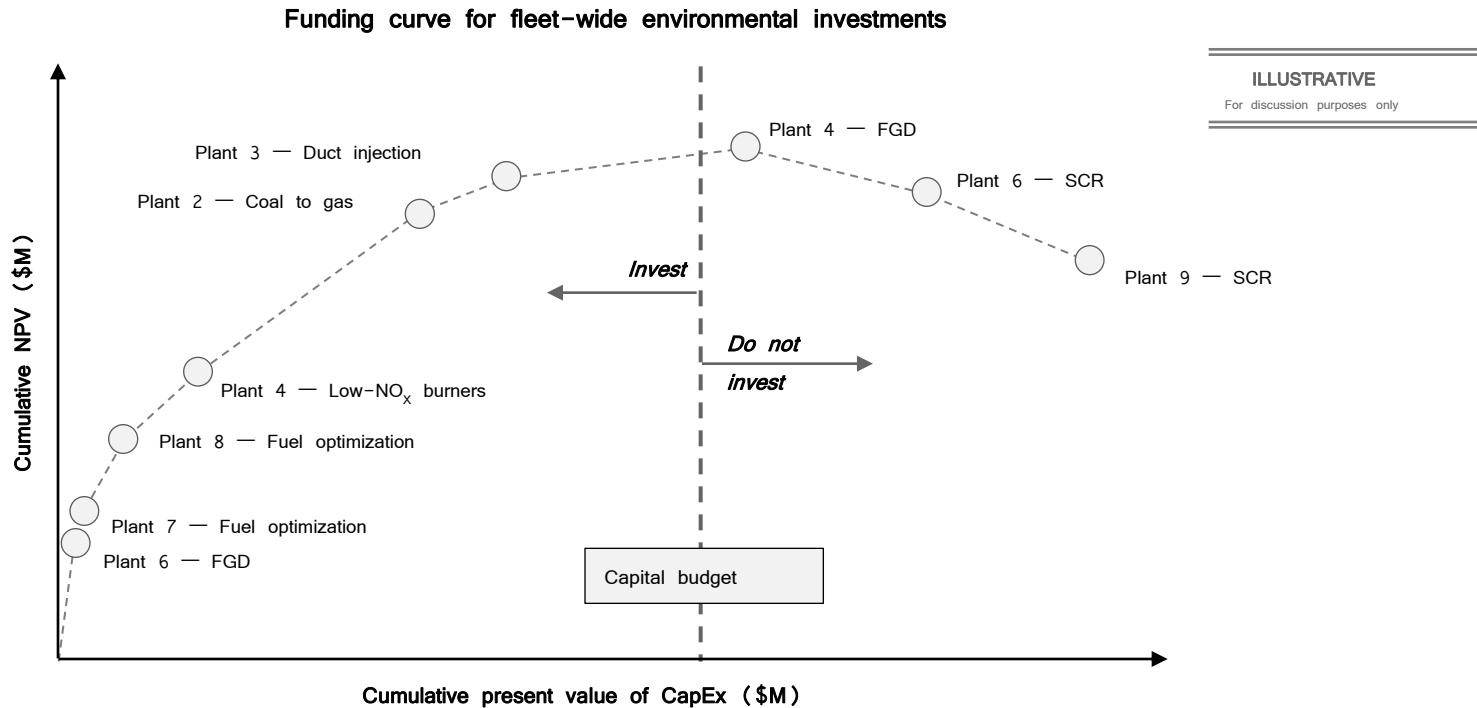 Funding curve for fleet-wide environmental investments
ILLUSTRATIVE
For discussion purposes only
Plant 4 — FGD
Plant 3 — Duct injection
Plant 6 — SCR
Plant 2 — Coal to gas
Cumulative NPV ($M)
Invest
Plant 9 — SCR
Do not
invest
Plant 4 — Low-NOX burners
Plant 8 — Fuel optimization
Plant 7 — Fuel optimization
Plant 6 — FGD
Capital budget
Cumulative present value of CapEx ($M)